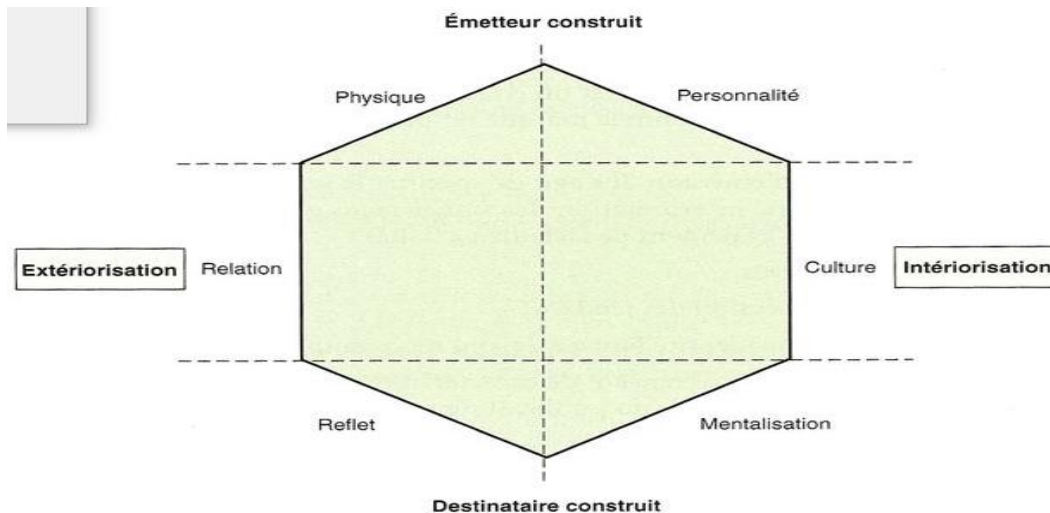 Émetteur construit
Physique
Personnalité
Extériorisation
Relation
Culture
Intériorisation
Reflet
Mentalisation
Destinataire construit